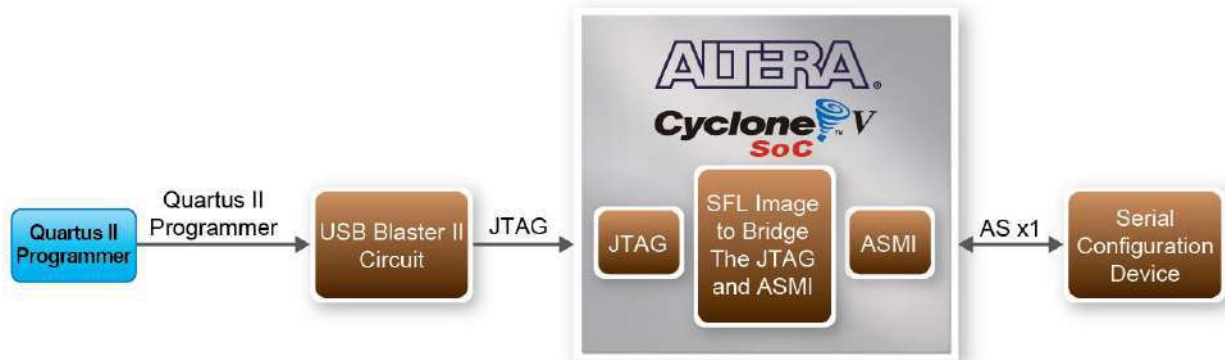 ALTERA®
Cyclone™ V
SoC
Quartus II
Programmer
Quartus II
Programmer
USB Blaster II
Circuit
JTAG
JTAG
SFL Image
to Bridge
The JTAG
and ASMI
ASMI
AS x1
Serial
Configuration
Device